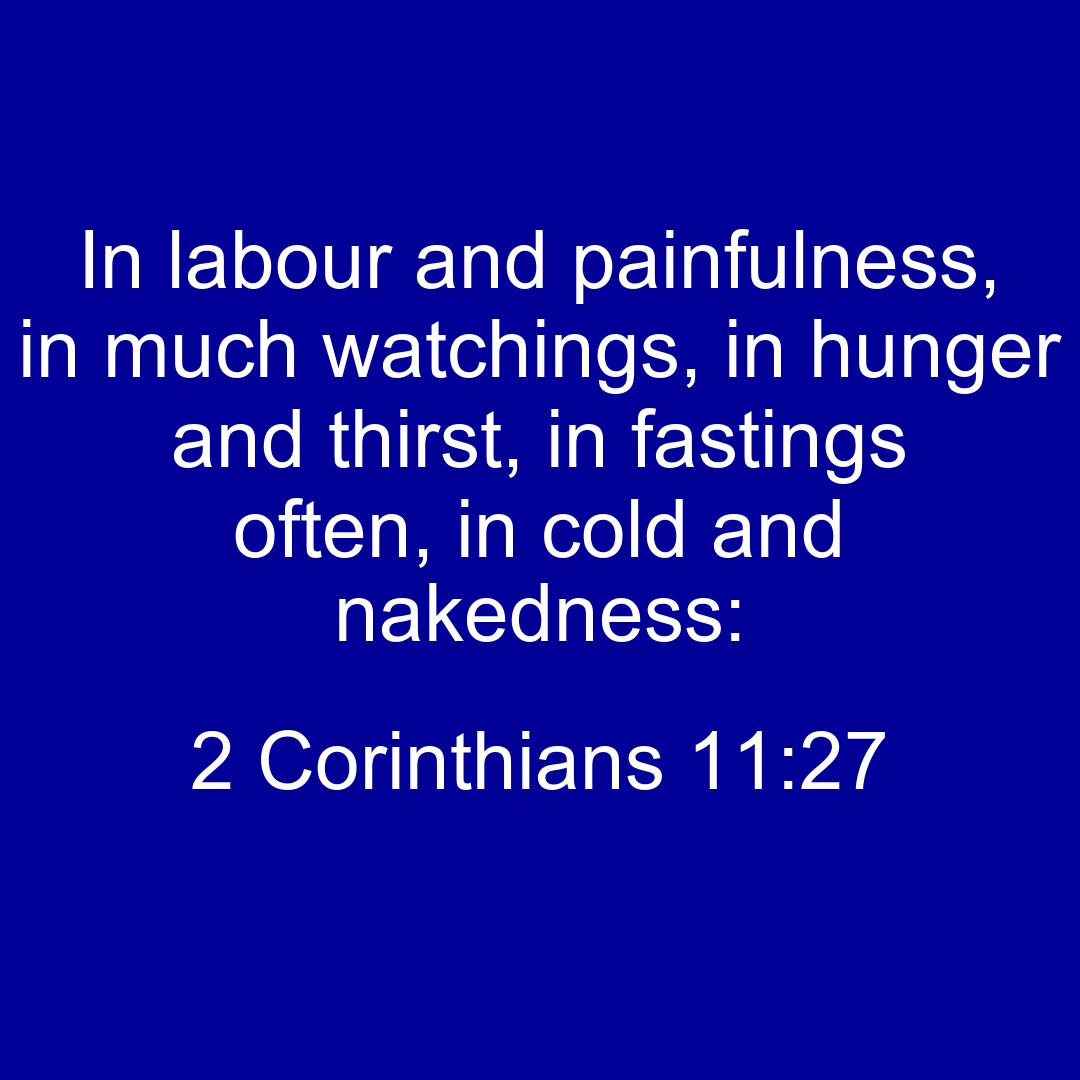 In labour and painfulness,
in much watchings, in hunger
and thirst, in fastings
often, in cold and
nakedness:
2 Corinthians 11:27